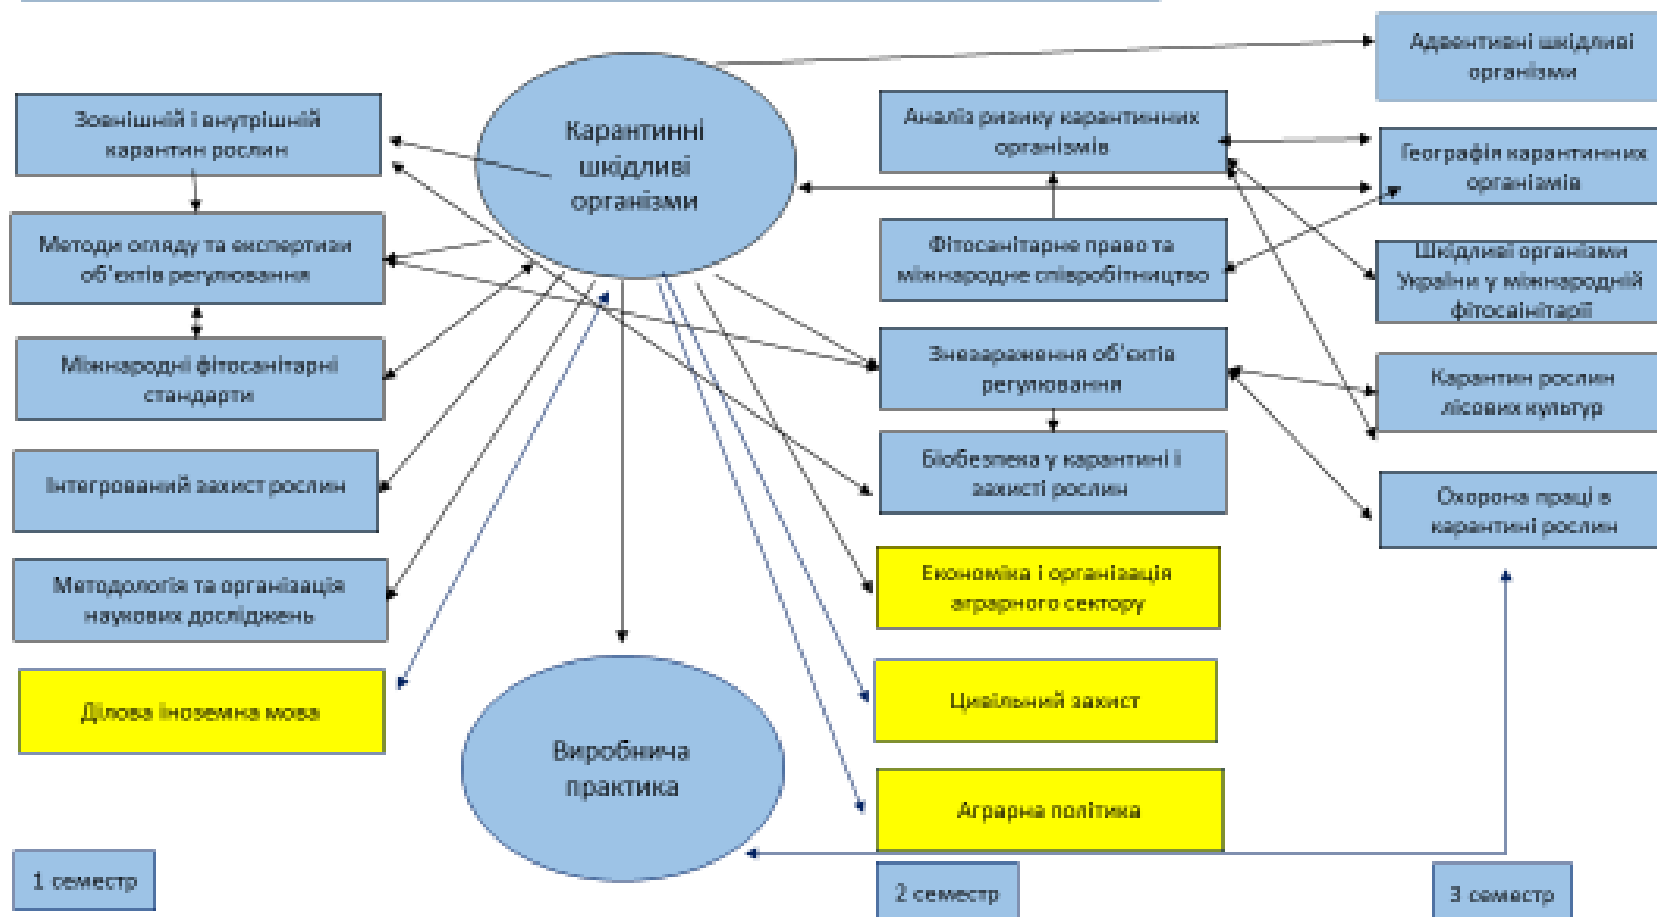 Зовнішній і внутрішній
карантин рослин
Методи огляду та експертизи
об'єктів регулювання
Міжнародні фітосанітарні
стандарти
Інтегрований захист рослин
Методологія та організація
наукових досліджень
Ділова іноземна мова
1 семестр
Карантинні
шкідливі
організми
Виробнича
практика
Аналіз ризику карантинних
організмів
Фітосанітарне право та
міжнародне співробітництво
Знезараження об'єктів
регулювання
Біобезпека у карантині і
захисті рослин
Економіка і організація
аграрного сектору
Цивільний захист
Аграрна політика
2 семестр
Адвентивні шкідливі
організми
Географія карантинних
організмів
Шкідливі організми
України у міжнародній
фітосаінітарії
Карантин рослин
лісових культур
Охорона праці в
карантині рослин
3 семестр